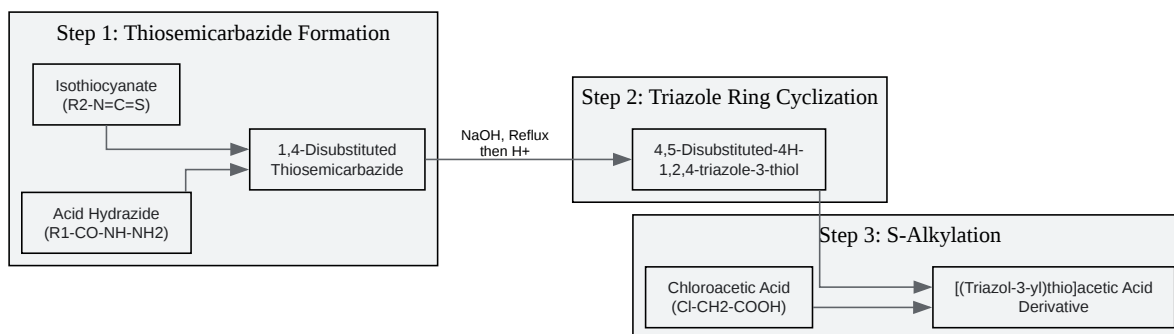 Step 1: Thiosemicarbazide Formation
Isothiocyanate
(R2-N=C=S)
1,4-Disubstituted
Thiosemicarbazide
Acid Hydrazide
(R1-CO-NH-NH2)
NaOH, Reflux
then H+
Step 2: Triazole Ring Cyclization
4,5-Disubstituted-4H-
1,2,4-triazole-3-thiol
Step 3: S-Alkylation
Chloroacetic Acid
(Cl-CH2-COOH)
[(Triazol-3-yl)thio]acetic Acid
Derivative